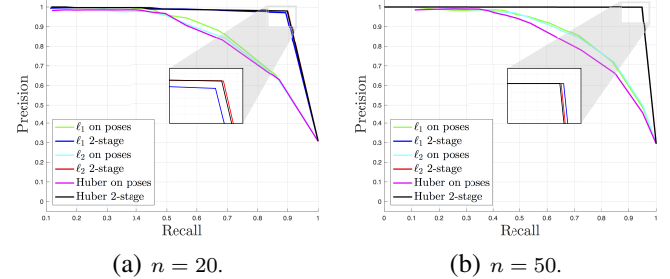 1
0.9
0.8
0.7
0.6
0.5
0.4
0.3
0.2
0.1
0
Precision
ℓ1 on poses
ℓ1 2-stage
ℓ2 on poses
ℓ2 2-stage
Huber on poses
Huber 2-stage
0.1 0.2 0.3 0.4 0.5 0.6 0.7 0.8 0.9 1
Recall
(a) n = 20.
1
0.9
0.8
0.7
0.6
0.5
0.4
0.3
0.2
0.1
0
Precision
ℓ1 on poses
ℓ1 2-stage
ℓ2 on poses
ℓ2 2-stage
Huber on poses
Huber 2-stage
0 0.1 0.2 0.3 0.4 0.5 0.6 0.7 0.8 0.9 1
Recall
(b) n = 50.